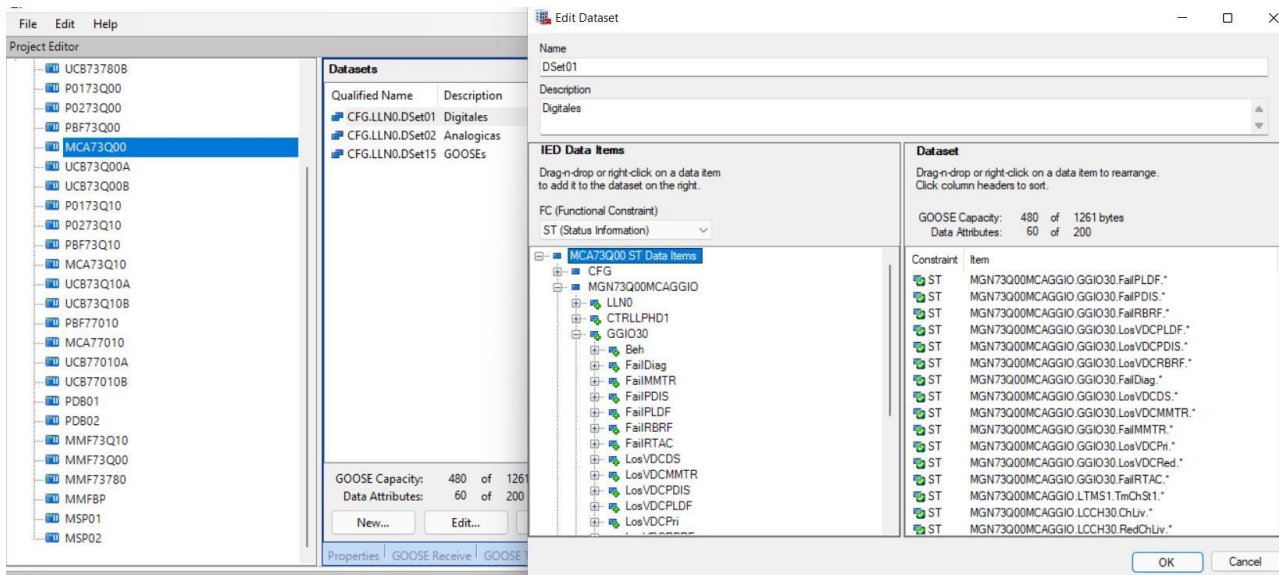 File Edit Help
Project Editor
UCB73780B
P0173Q00
P0273Q00
PBF73Q00
MCA73Q00
UCB73Q00A
UCB73Q00B
P0173Q10
P0273Q10
PBF73Q10
MCA73Q10
UCB73Q10A
UCB73Q10B
PBF77010
MCA77010
UCB77010A
UCB77010B
PDB01
PDB02
MMF73Q10
MMF73Q00
MMF73780
MMFBP
MSP01
MSP02
Datasets
Qualified Name Description
CFG.LLN0.DSet01 Digitales
CFG.LLN0.DSet02 Analogicas
CFG.LLN0.DSet15 GOOSEs
GOOSE Capacity: 480 of 1261
Data Attributes: 60 of 200
New... Edit...
Properties GOOSE Receive GOOSE
Edit Dataset
Name
DSet01
Description
Digitales
IED Data Items
Drag-n-drop or right-click on a data item
to add it to the dataset on the right.
FC (Functional Constraint)
ST (Status Information)
MCA73Q00 ST Data Items
CFG
MGN73Q00MCAGGIO
LLN0
CTRLLPHD1
GGIO30
Beh
FailDiag
FailMMTR
FailPDIS
FailPLDF
FailRBRF
FailRTAC
LosVDCDS
LosVDCMMTR
LosVDCPDIS
LosVDCPLDF
LosVDCPri
Dataset
Drag-n-drop or right-click on a data item to rearrange.
Click column headers to sort.
GOOSE Capacity: 480 of 1261 bytes
Data Attributes: 60 of 200
Constraint Item
ST MGN73Q00MCAGGIO.GGIO30.FailPLDF.*
ST MGN73Q00MCAGGIO.GGIO30.FailPDIS.*
ST MGN73Q00MCAGGIO.GGIO30.FailRBRF.*
ST MGN73Q00MCAGGIO.GGIO30.LosVDCPLDF.*
ST MGN73Q00MCAGGIO.GGIO30.LosVDCPDIS.*
ST MGN73Q00MCAGGIO.GGIO30.LosVDCRBRF.*
ST MGN73Q00MCAGGIO.GGIO30.FailDiag.*
ST MGN73Q00MCAGGIO.GGIO30.LosVDCDS.*
ST MGN73Q00MCAGGIO.GGIO30.LosVDCMMTR.*
ST MGN73Q00MCAGGIO.GGIO30.FailMMTR.*
ST MGN73Q00MCAGGIO.GGIO30.LosVDCPri.*
ST MGN73Q00MCAGGIO.GGIO30.LosVDCRed.*
ST MGN73Q00MCAGGIO.GGIO30.FailRTAC.*
ST MGN73Q00MCAGGIO.LTMS1.TmChSt1.*
ST MGN73Q00MCAGGIO.LCCH30.ChLiv.*
ST MGN73Q00MCAGGIO.LCCH30.RedChLiv.*
OK Cancel